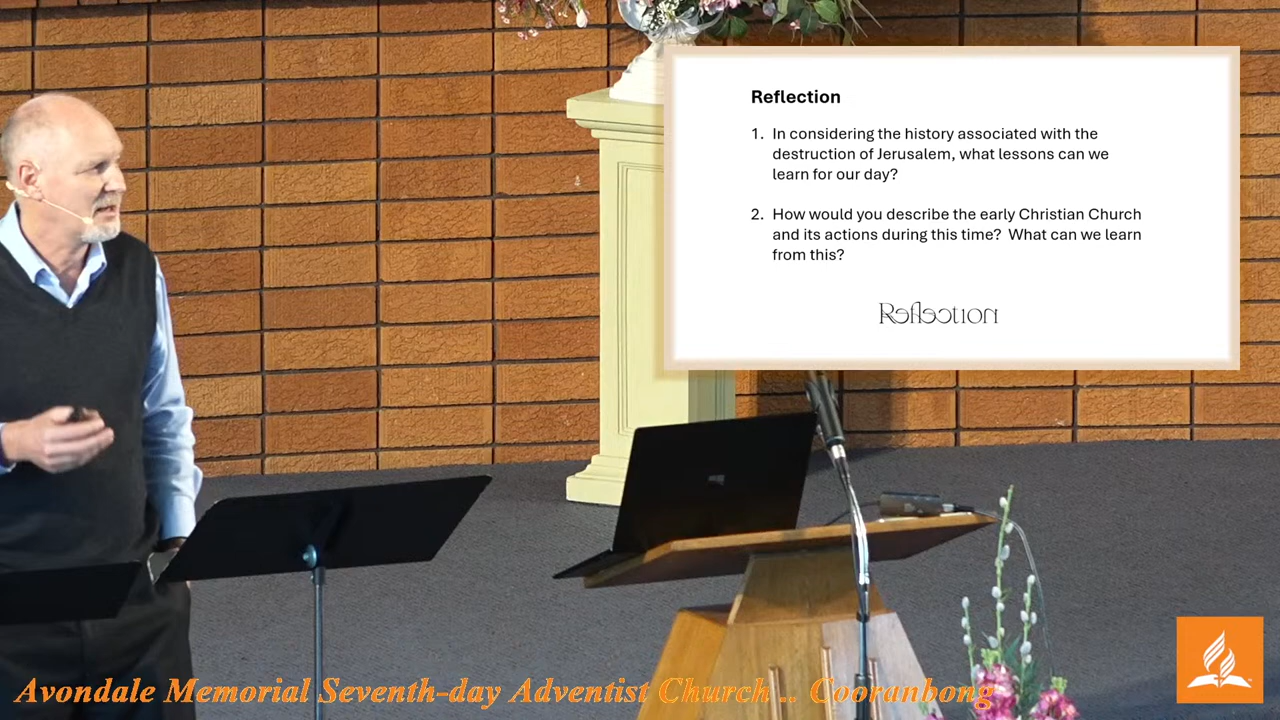 Reflection
1. In considering the history associated with the
destruction of Jerusalem, what lessons can we
learn for our day?
2. How would you describe the early Christian Church
and its actions during this time?  What can we learn
from this?
Reflection
Avondale Memorial Seventh-day Adventist Church .. Cooranbong